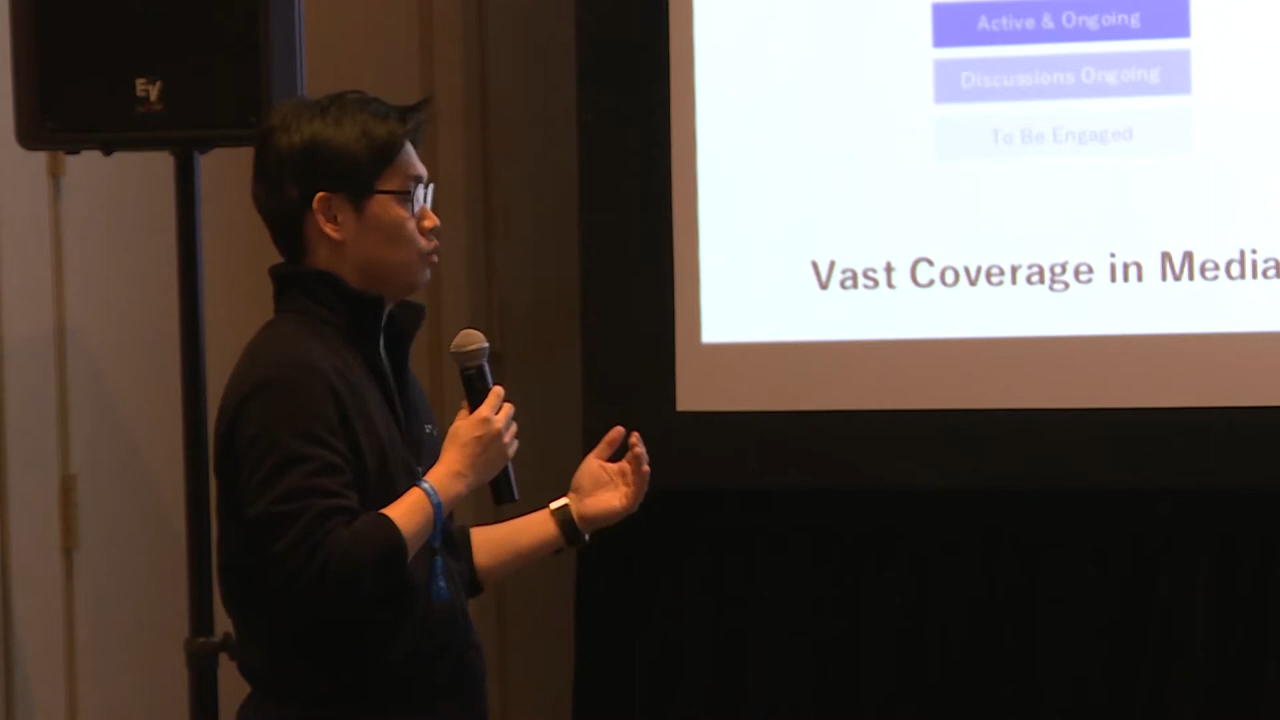 EV
Active & Ongoing
Discussions Ongoing
To Be Engaged
Vast Coverage in Media